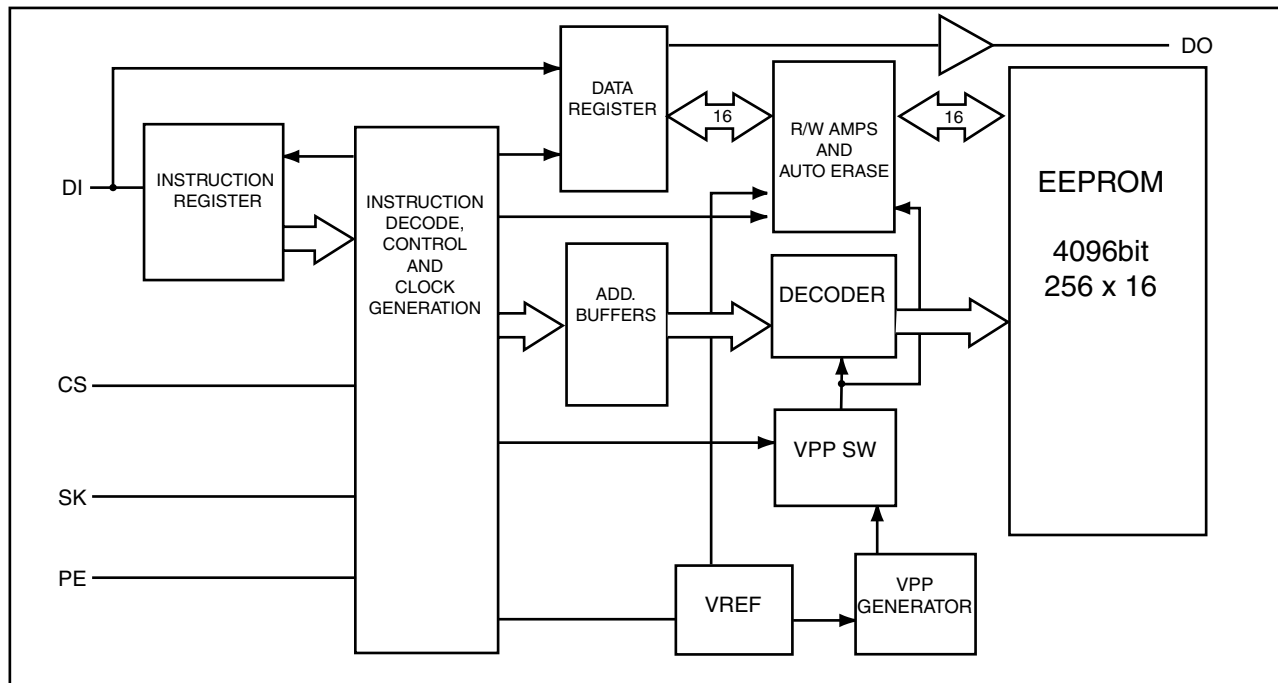 DO
DATA
REGISTER
16
R/W AMPS
AND
AUTO ERASE
16
EEPROM
4096bit
256 x 16
DI
INSTRUCTION
REGISTER
INSTRUCTION
DECODE,
CONTROL
AND
CLOCK
GENERATION
ADD.
BUFFERS
DECODER
CS
VPP SW
SK
PE
VREF
VPP
GENERATOR